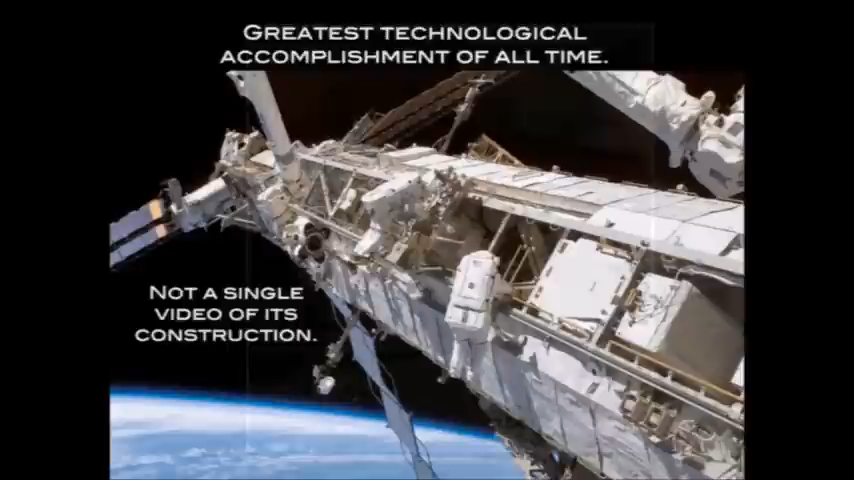 Greatest technological
accomplishment of all time.
Not a single
video of its
construction.